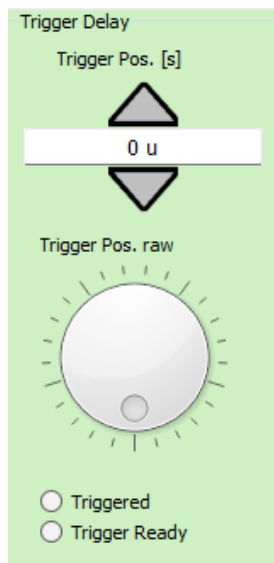 Trigger Delay
Trigger Pos. [s]
0 u
Trigger Pos. raw
Triggered
Trigger Ready